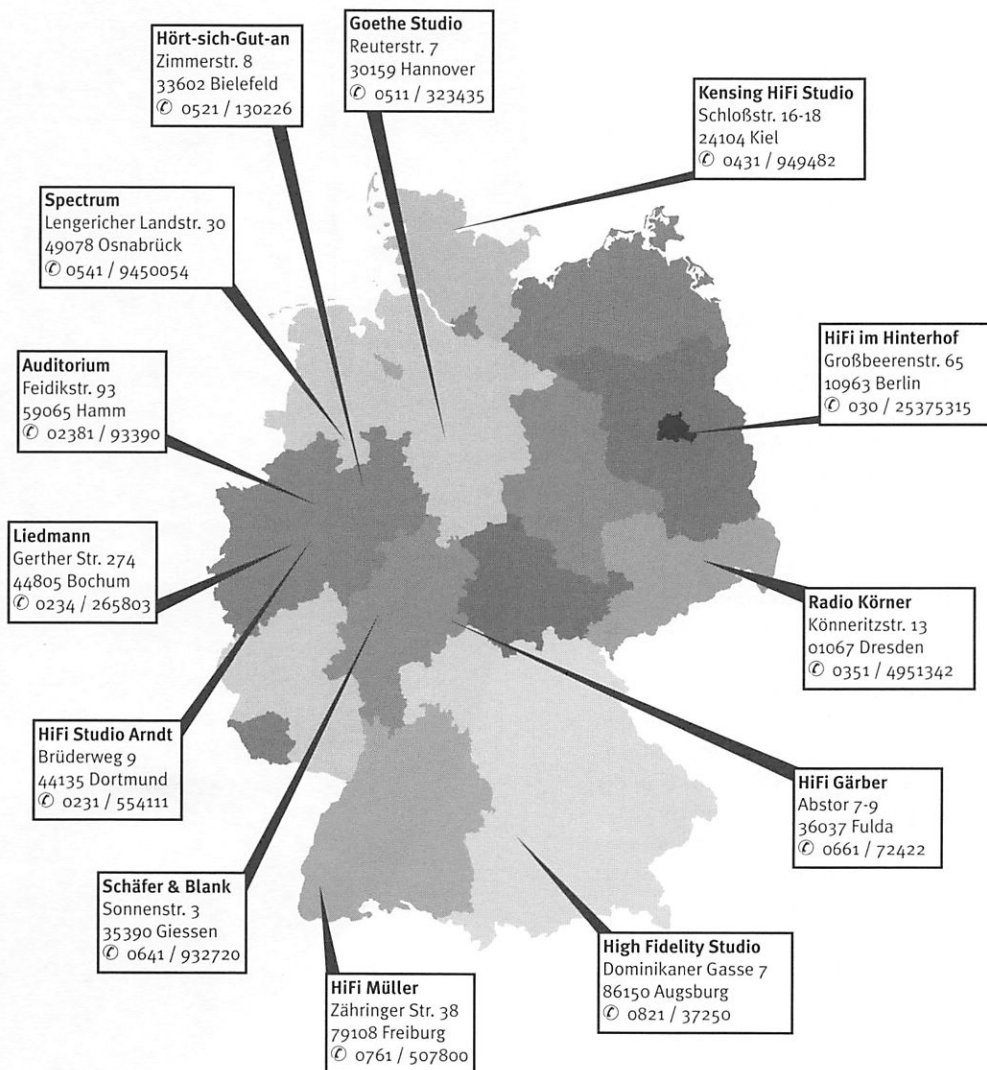 Hört-sich-Gut-an
Zimmerstr. 8
33602 Bielefeld
✆ 0521 / 130226
Goethe Studio
Reuterstr. 7
30159 Hannover
✆ 0511 / 323435
Kensing HiFi Studio
Schloßstr. 16-18
24104 Kiel
✆ 0431 / 949482
Spectrum
Lengericher Landstr. 30
49078 Osnabrück
✆ 0541 / 9450054
HiFi im Hinterhof
Großbeerenstr. 65
10963 Berlin
✆ 030 / 25375315
Auditorium
Feidikstr. 93
59065 Hamm
✆ 02381 / 93390
Liedmann
Gerther Str. 274
44805 Bochum
✆ 0234 / 265803
Radio Körner
Könneritzstr. 13
01067 Dresden
✆ 0351 / 4951342
HiFi Studio Arndt
Brüderweg 9
44135 Dortmund
✆ 0231 / 554111
HiFi Gärber
Abstor 7-9
36037 Fulda
✆ 0661 / 72422
Schäfer & Blank
Sonnenstr. 3
35390 Giessen
✆ 0641 / 932720
High Fidelity Studio
Dominikaner Gasse 7
86150 Augsburg
✆ 0821 / 37250
HiFi Müller
Zähringer Str. 38
79108 Freiburg
✆ 0761 / 507800